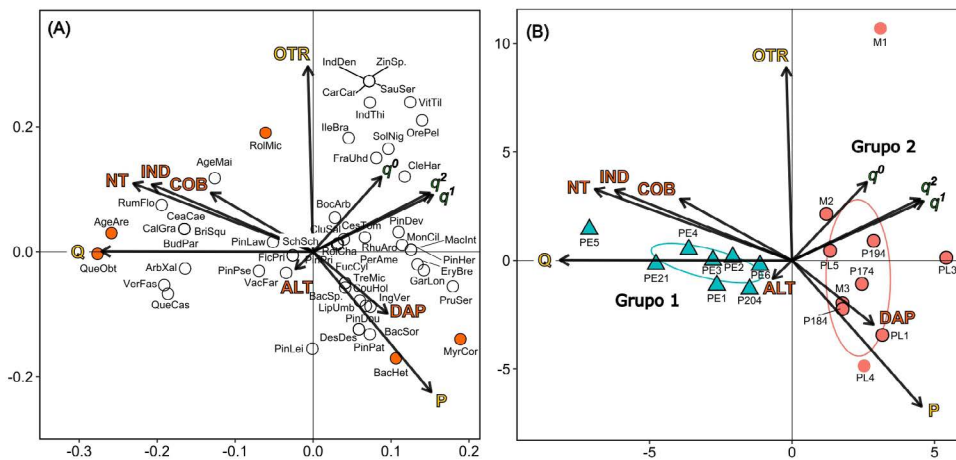 (A)
OTR
IndDen
ZinSp.
CarCar
SauSer
IndThi
VitTil
OrePel
IleBra
SolNig
FraUhd
CleHar
RolMic
AgeMai
NT
IND
COB
q0
q2
q1
RumFlo
CeaCae
CalGra
BriSqu
BudPar
AgeAre
Q
QueObt
BocArb
CluSal
CesTom
PinDev
MonCil
MacInt
PinLaw
SchSch
RelCha
RhuAro
FicPri
PinPri
PerAme
PinHer
ArbXal
PinPse
FucCyl
EryBre
VacFar
TreMic
GarLon
VorFas
ALT
CouHol
PruSer
QueCas
BacSp.
IngVer
LipUmb
DAP
PinDou
DesDes
BacSor
PinLei
PinPat
MyrCor
BacHet
P
0.2
0.0
-0.2
-0.3
-0.2
-0.1
0.0
0.1
0.2
(B)
M1
OTR
Grupo 2
q0
q2
q1
NT
IND
COB
M2
PE5
PE4
P194
PL5
PL3
Q
PE21
PE3
PE2
PE6
ALT
P174
Grupo 1
PE1
P204
M3
DAP
P184
PL1
PL4
P
10
5
0
-5
-5
0
5